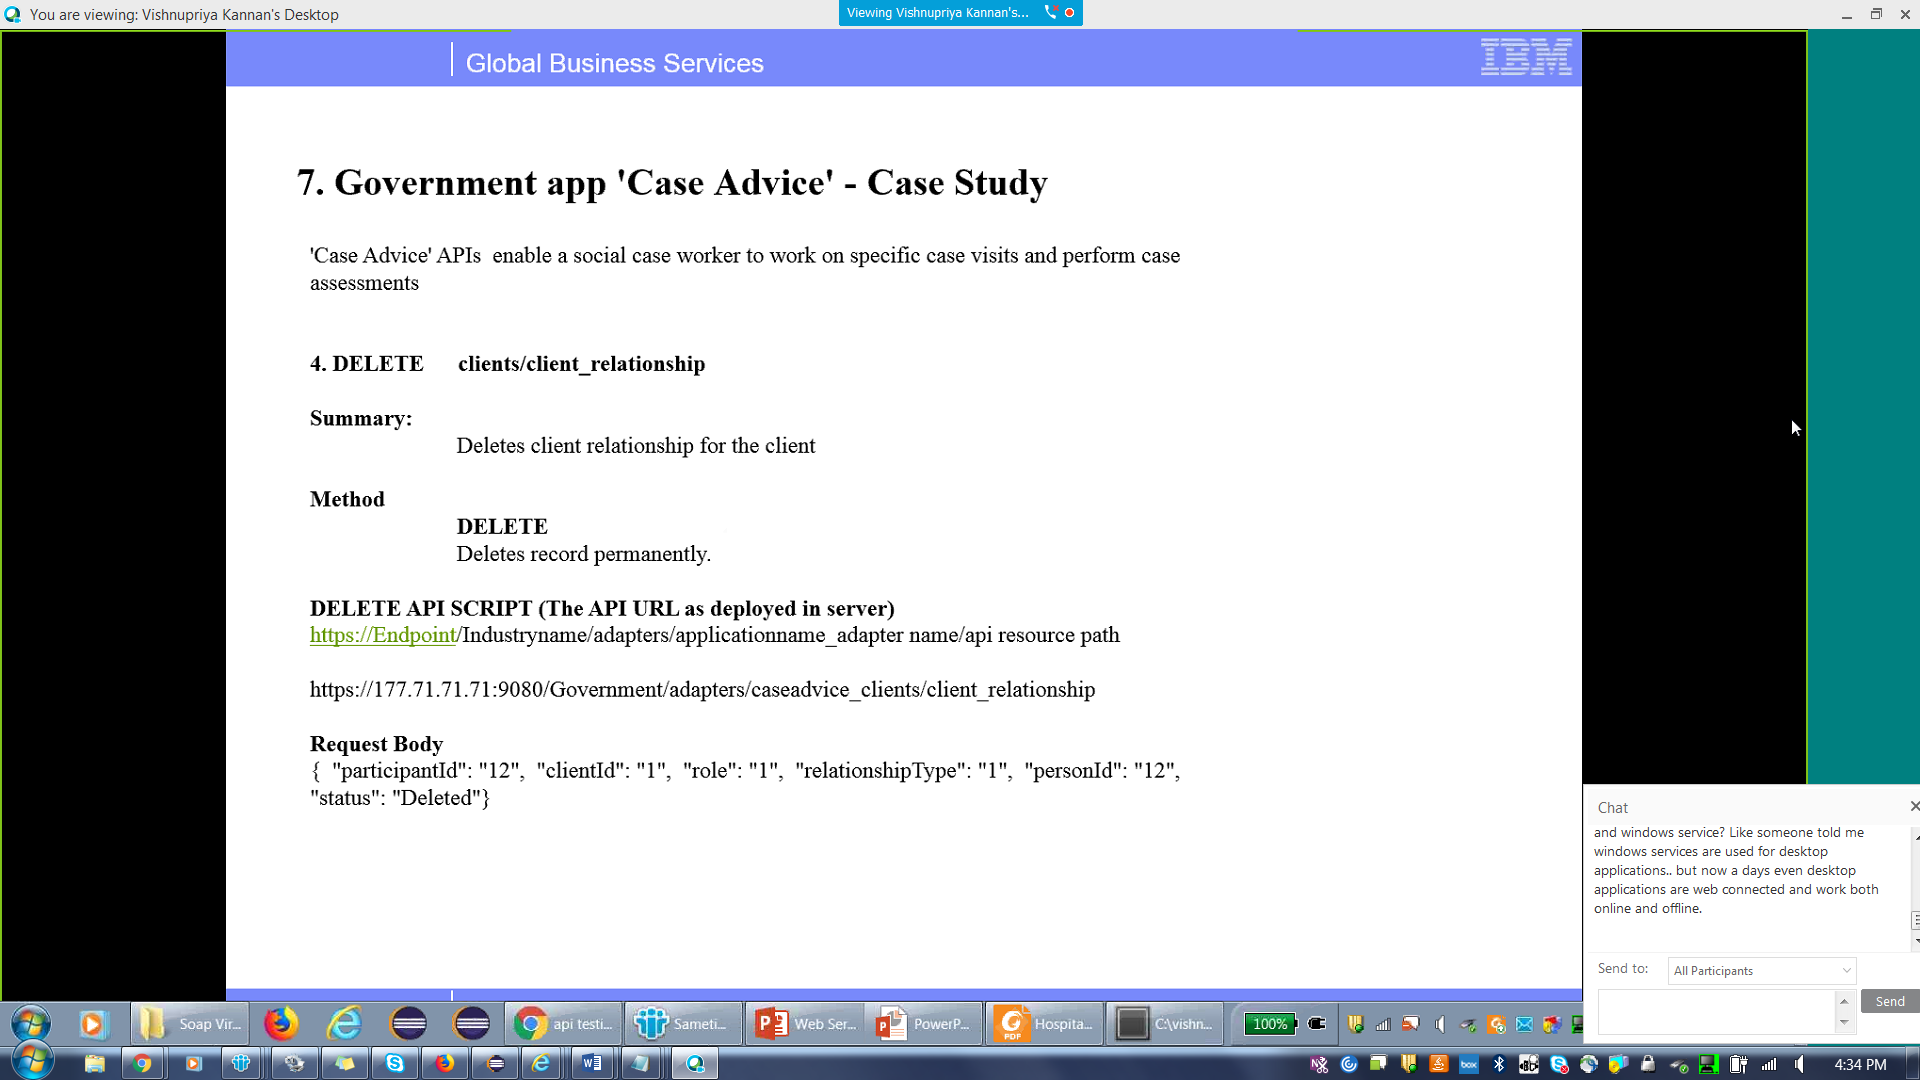 You are viewing: Vishnupriya Kannan's Desktop
Viewing Vishnupriya Kannan's...
Global Business Services
IBM
7. Government app 'Case Advice' - Case Study
'Case Advice' APIs  enable a social case worker to work on specific case visits and perform case
assessments
4. DELETE clients/client_relationship
Summary:
Deletes client relationship for the client
Method
DELETE
Deletes record permanently.
DELETE API SCRIPT (The API URL as deployed in server)
https://Endpoint/Industryname/adapters/applicationname_adapter name/api resource path
https://177.71.71.71:9080/Government/adapters/caseadvice_clients/client_relationship
Request Body
{  "participantId": "12",  "clientId": "1",  "role": "1",  "relationshipType": "1",  "personId": "12",
"status": "Deleted"}
Chat
and windows service? Like someone told me
windows services are used for desktop
applications.. but now a days even desktop
applications are web connected and work both
online and offline.
Send to: All Participants
Send
Soap Vir...
api testi...
Sameti...
Web Ser...
PowerP...
Hospita...
C:\vishn...
100%
PDF
box
4:34 PM